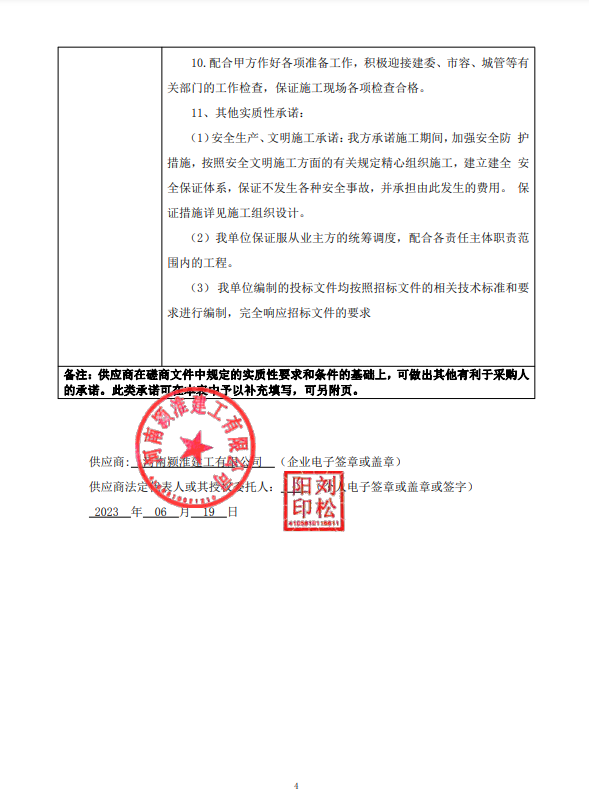 10.配合甲方作好各项准备工作，积极迎接建委、市容、城管等有
关部门的工作检查，保证施工现场各项检查合格。
11、其他实质性承诺：
（1）安全生产、文明施工承诺：我方承诺施工期间，加强安全防 护
措施，按照安全文明施工方面的有关规定精心组织施工，建立建全 安
全保证体系，保证不发生各种安全事故，并承担由此发生的费用。 保
证措施详见施工组织设计。
（2）我单位保证服从业主方的统筹调度，配合各责任主体职责范
围内的工程。
（3） 我单位编制的投标文件均按照招标文件的相关技术标准和要
求进行编制，完全响应招标文件的要求
备注：供应商在磋商文件中规定的实质性要求和条件的基础上，可做出其他有利于采购人
的承诺。此类承诺可在本表中予以补充填写，可另附页。
河南颍淮建工有限公司
供应商： 河南颍淮建工有限公司 （企业电子签章或盖章）
供应商法定代表人或其授权委托人： （个人电子签章或盖章或签字）
刘松
阳印
2023 年 06 月 19 日
4